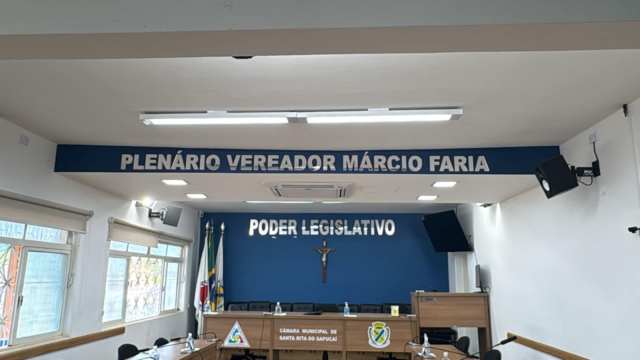 PLENÁRIO VEREADOR MÁRCIO FARIA
PODER LEGISLATIVO
CÂMARA MUNICIPAL DE
SANTA RITA DO SAPUCAÍ